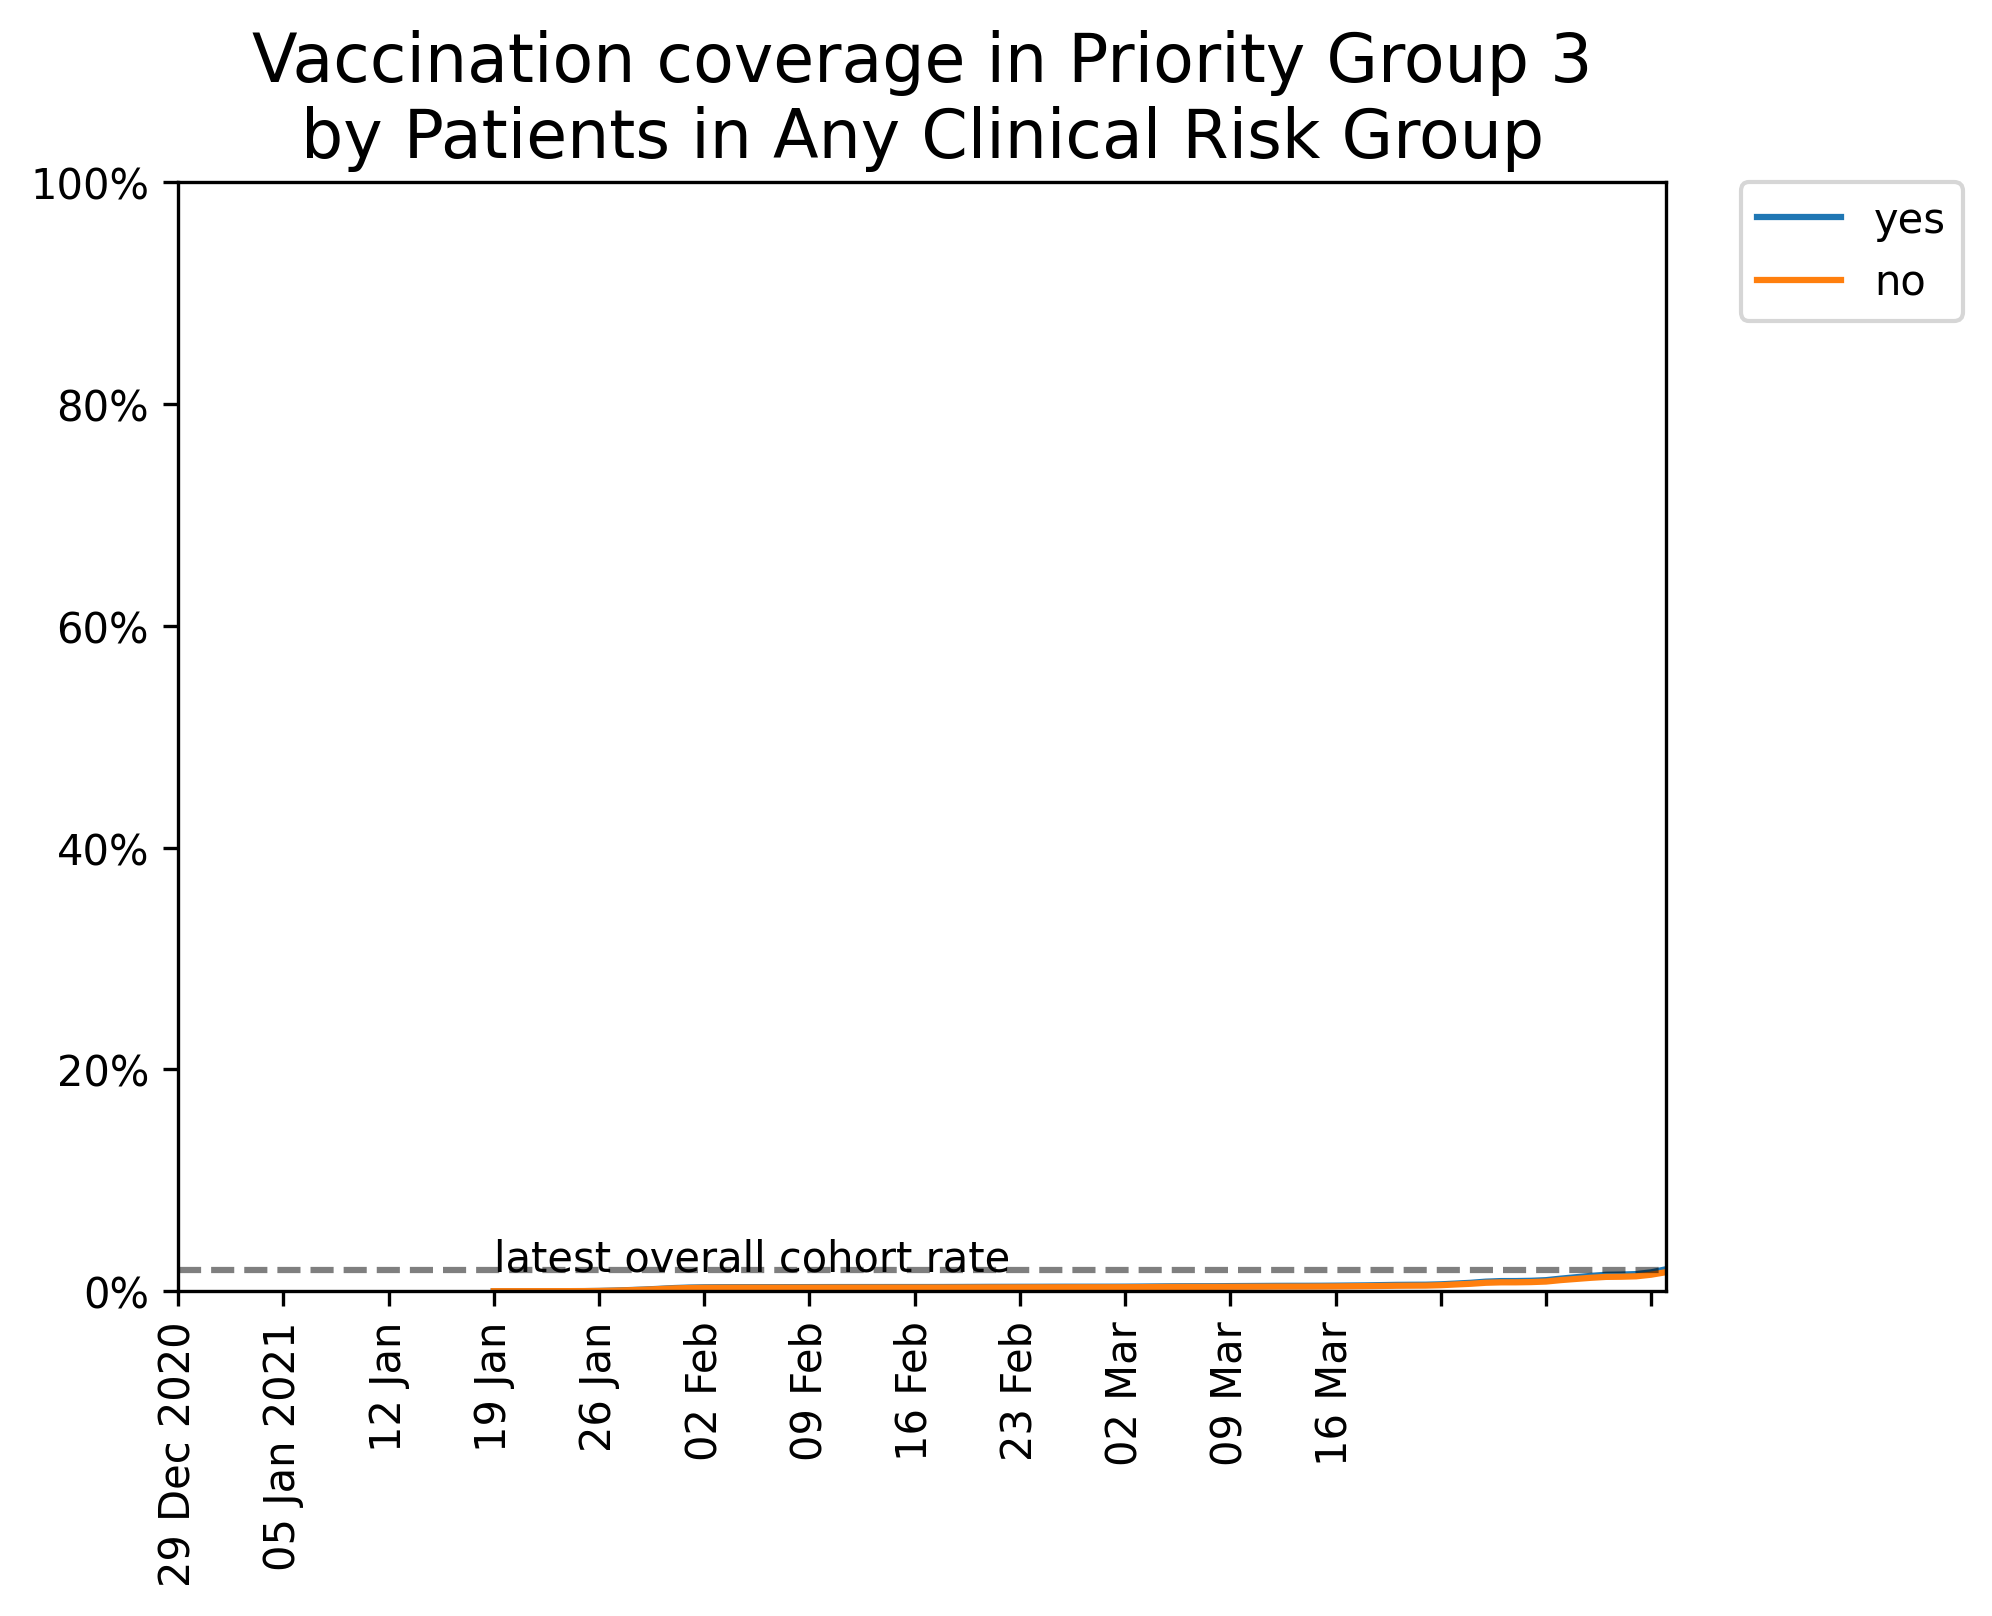 Vaccination coverage in Priority Group 3
by Patients in Any Clinical Risk Group
100%
80%
60%
40%
20%
0%
latest overall cohort rate
29 Dec 2020
05 Jan 2021
12 Jan
19 Jan
26 Jan
02 Feb
09 Feb
16 Feb
23 Feb
02 Mar
09 Mar
16 Mar
yes
no